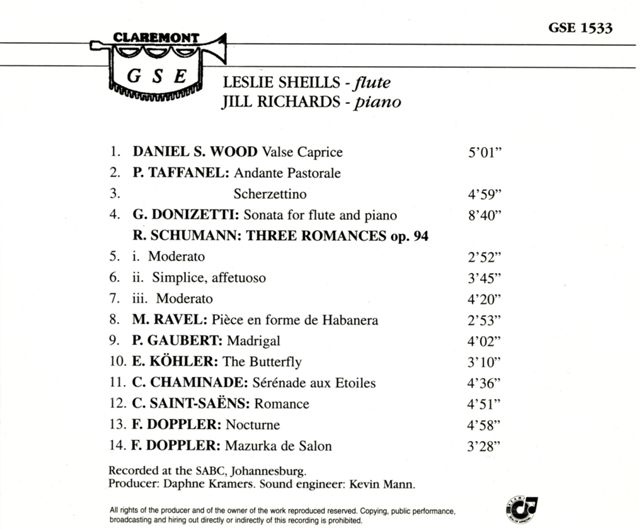 GSE 1533
CLAREMONT
G S E
LESLIE SHEILLS - flute
JILL RICHARDS - piano
1. DANIEL S. WOOD Valse Caprice 5’01”
2. P. TAFFANEL: Andante Pastorale
3. Scherzettino 4’59”
4. G. DONIZETTI: Sonata for flute and piano 8’40”
R. SCHUMANN: THREE ROMANCES op. 94
5. i. Moderato 2’52”
6. ii. Simplice, affetuoso 3’45”
7. iii. Moderato 4’20”
8. M. RAVEL: Pièce en forme de Habanera 2’53”
9. P. GAUBERT: Madrigal 4’02”
10. E. KÖHLER: The Butterfly 3’10”
11. C. CHAMINADE: Sérénade aux Etoiles 4’36”
12. C. SAINT-SAËNS: Romance 4’51”
13. F. DOPPLER: Nocturne 4’58”
14. F. DOPPLER: Mazurka de Salon 3’28”
Recorded at the SABC, Johannesburg.
Producer: Daphne Kramers. Sound engineer: Kevin Mann.
All rights of the producer and of the owner of the work reproduced reserved. Copying, public performance,
broadcasting and hiring out directly or indirectly of this recording is prohibited.